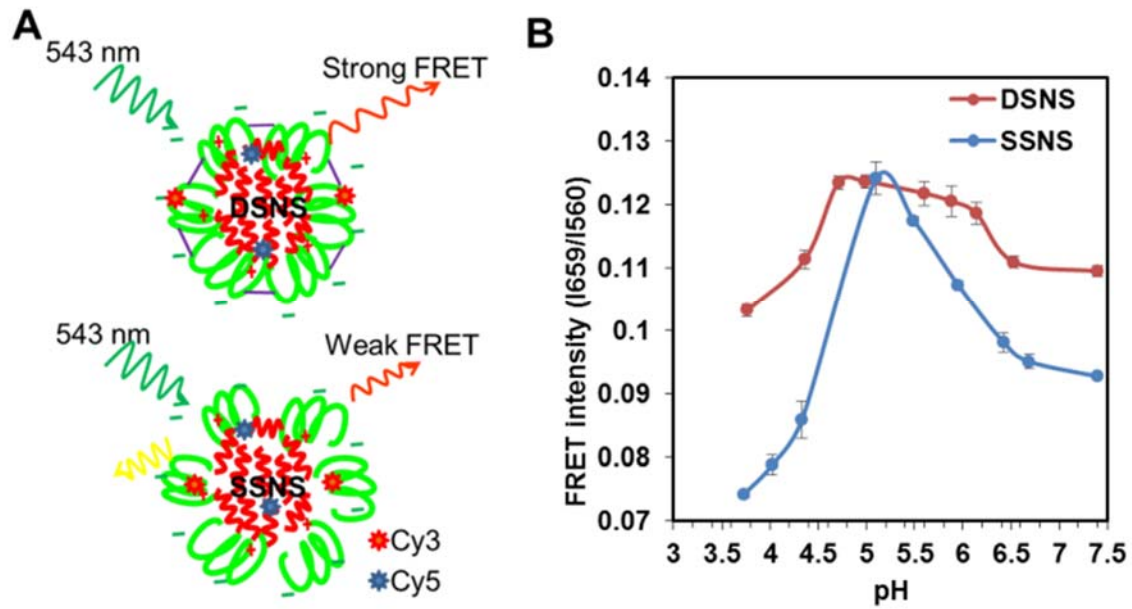 A
543 nm
Strong FRET
DSNS
543 nm
Weak FRET
SSNS
Cy3
Cy5
B
FRET intensity (I659/I560)
0.14
0.13
0.12
0.11
0.1
0.09
0.08
0.07
DSNS
SSNS
3 3.5 4 4.5 5 5.5 6 6.5 7 7.5
pH